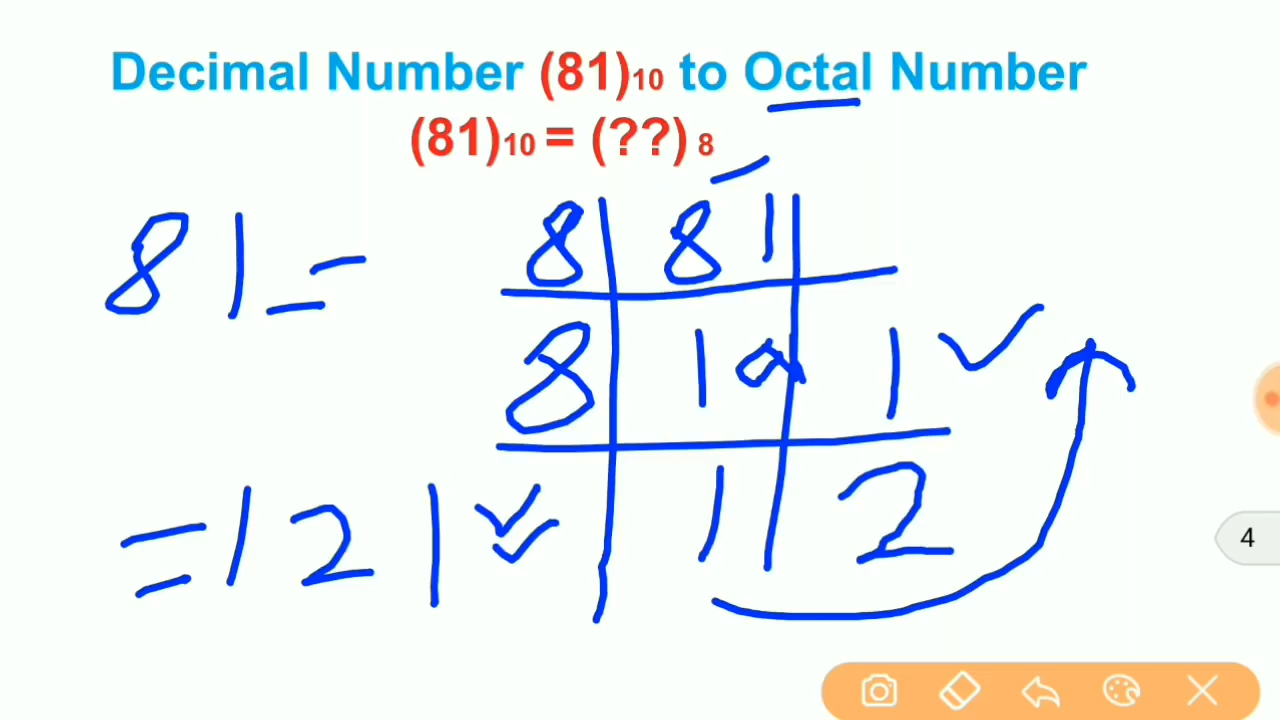 Decimal Number (81)10 to Octal Number
(81)10 = (??) 8
81 =
8 81
8 10 1
1 2
= 121
4